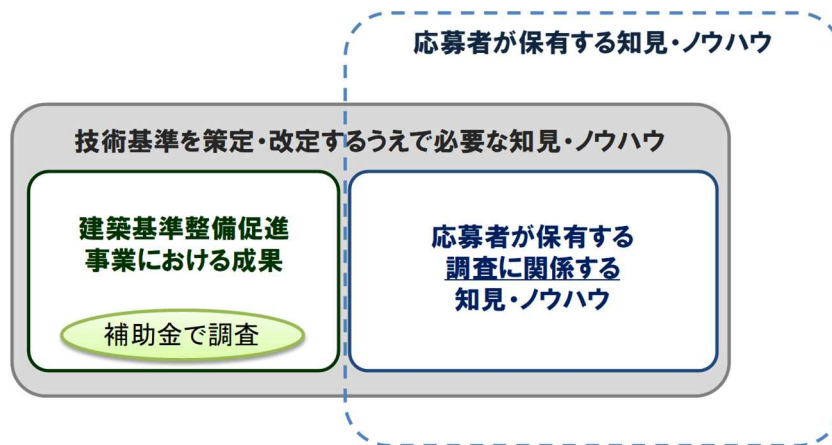 応募者が保有する知見・ノウハウ
技術基準を策定・改定するうえで必要な知見・ノウハウ
建築基準整備促進
事業における成果
補助金で調査
応募者が保有する
調査に関係する
知見・ノウハウ